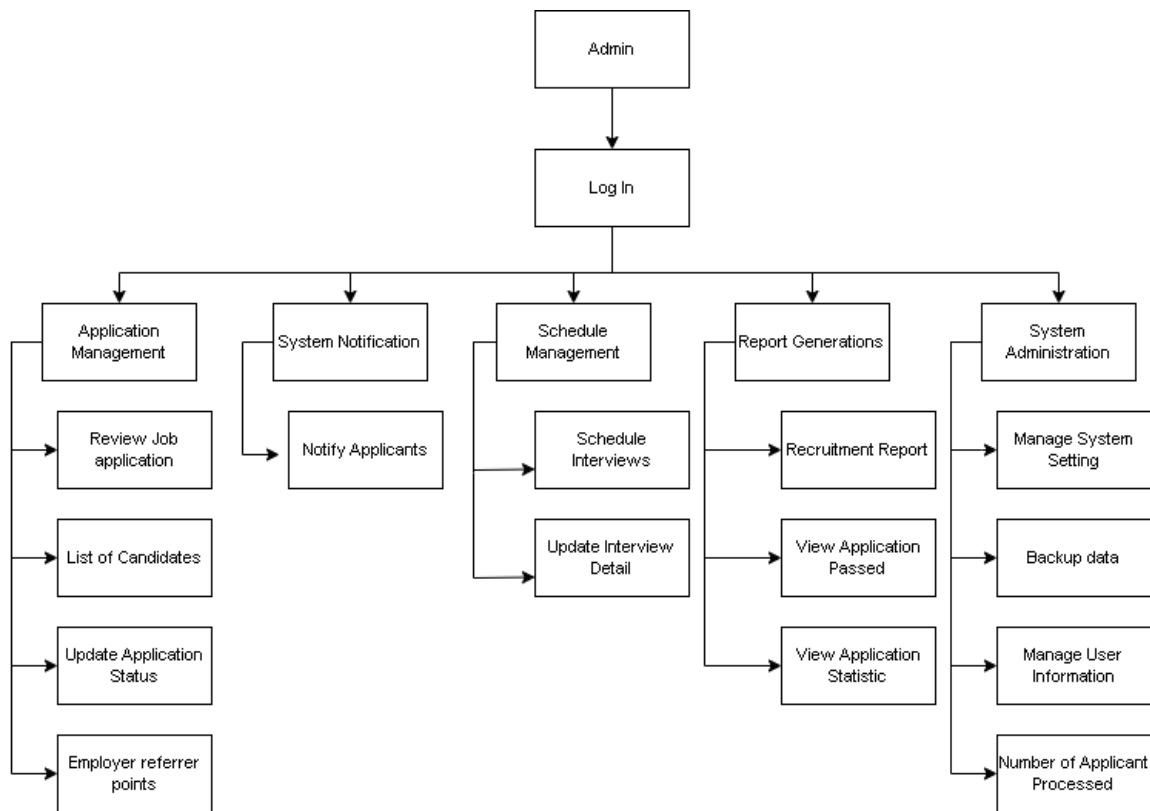 Admin
Log In
Application
Management
System Notification
Schedule
Management
Report Generations
System
Administration
Review Job
application
Notify Applicants
Schedule
Interviews
Recruitment Report
Manage System
Setting
List of Candidates
Update Interview
Detail
View Application
Passed
Backup data
Update Application
Status
View Application
Statistic
Manage User
Information
Employer referrer
points
Number of Applicant
Processed